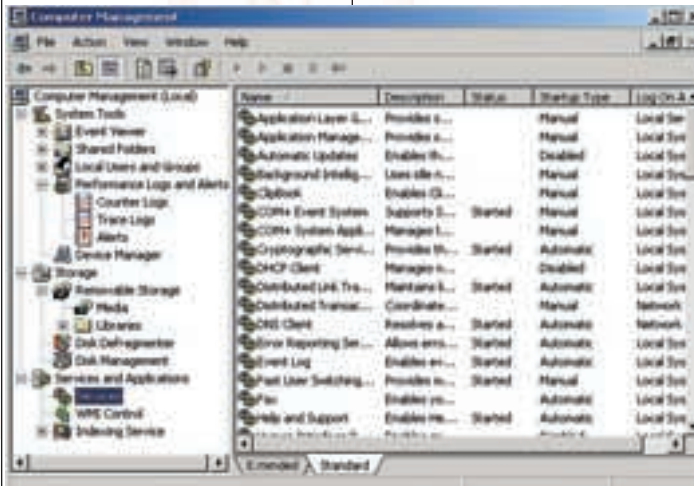 Computer Management
File Action View Window Help
Computer Management (Local)
System Tools
Event Viewer
Shared Folders
Local Users and Groups
Performance Logs and Alerts
Counter Logs
Trace Logs
Alerts
Device Manager
Storage
Removable Storage
Media
Libraries
Disk Defragmenter
Disk Management
Services and Applications
Services
WMI Control
Indexing Service
Name Description Status Startup Type Log On A
Application Layer G... Provides s... Manual Local Ser
Application Manage... Provides s... Manual Local Sys
Automatic Updates Enables th... Disabled Local Sys
Background Intellig... Uses idle n... Manual Local Sys
ClipBook Enables Cl... Manual Local Sys
COM+ Event System Supports S... Started Manual Local Sys
COM+ System Appli... Manages t... Manual Local Sys
Cryptographic Servi... Provides th... Started Automatic Local Sys
DHCP Client Manages n... Disabled Local Sys
Distributed Link Tra... Maintains li... Started Automatic Local Sys
Distributed Transac... Coordinate... Manual Network
DNS Client Resolves a... Started Automatic Network
Error Reporting Ser... Allows erro... Started Automatic Local Sys
Event Log Enables ev... Started Automatic Local Sys
Fast User Switching... Provides m... Started Manual Local Sys
Fax Enables yo... Automatic Local Sys
Help and Support Enables He... Started Automatic Local Sys
Extended Standard